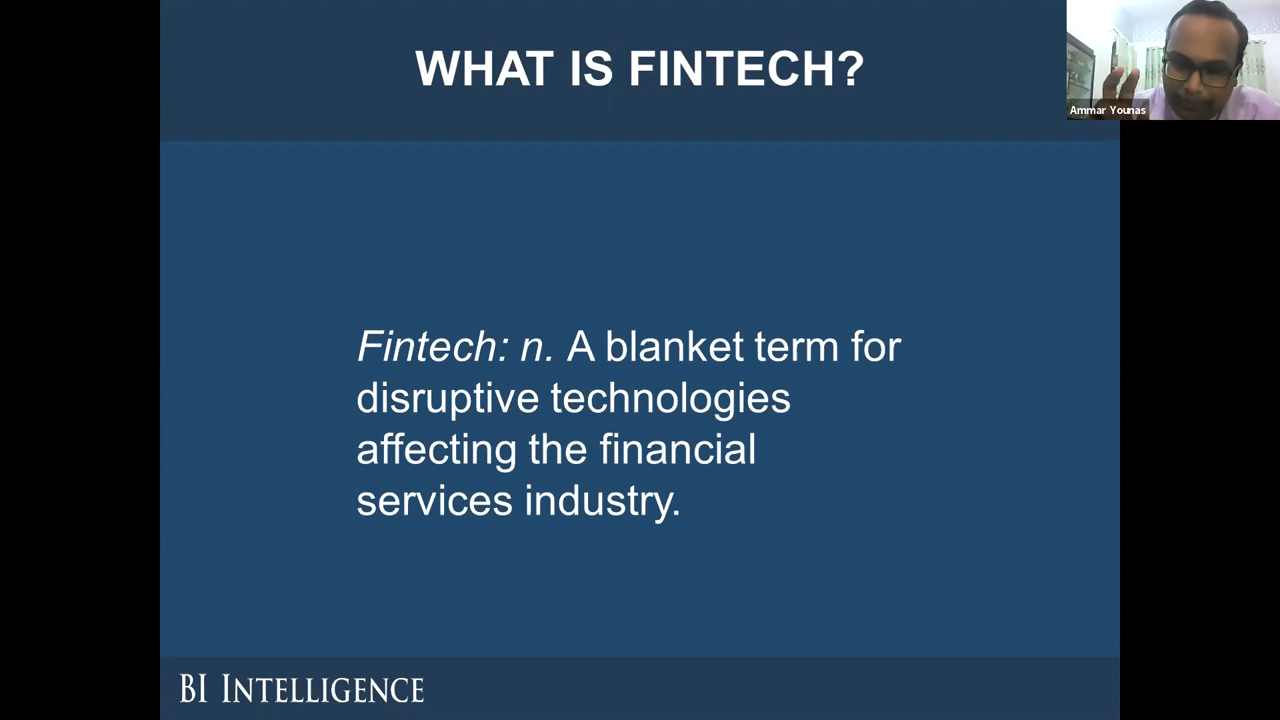 WHAT IS FINTECH?
Ammar Younas
Fintech: n. A blanket term for
disruptive technologies
affecting the financial
services industry.
BI INTELLIGENCE